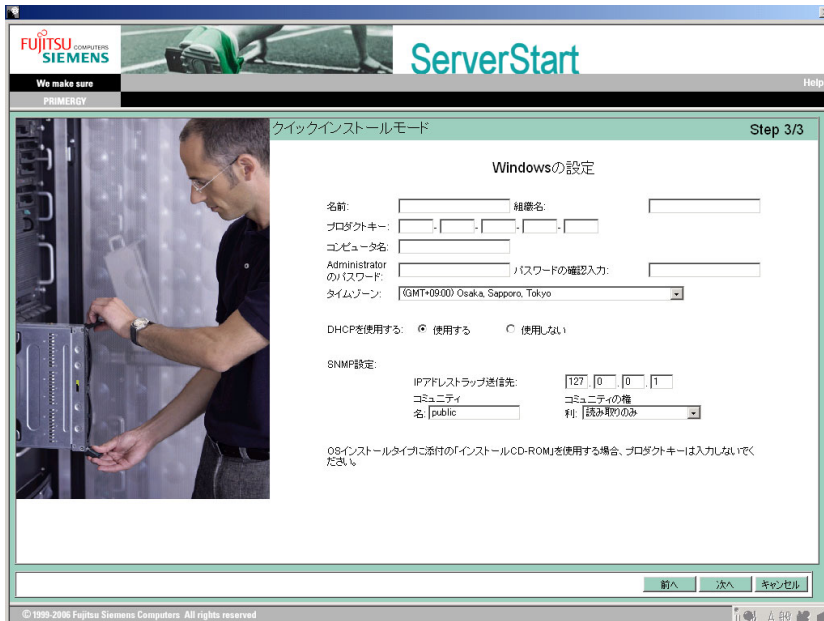 FUJITSU COMPUTERS
SIEMENS
ServerStart
We make sure
Help
PRIMERGY
クイックインストールモード
Step 3/3
Windowsの設定
名前:
組織名:
プロダクトキー: - - - -
コンピュータ名:
Administrator
のパスワード:
パスワードの確認入力:
タイムゾーン: (GMT+09:00) Osaka, Sapporo, Tokyo
DHCPを使用する: 使用する 使用しない
SNMP設定:
IPアドレストラップ送信先: 127 . 0 . 0 . 1
コミュニティ
名: public
コミュニティの権
利: 読み取りのみ
OSインストールタイプに添付の「インストールCD-ROM」を使用する場合、プロダクトキーは入力しないでく
ださい。
前へ 次へ キャンセル
© 1999-2006 Fujitsu Siemens Computers All rights reserved
A 般